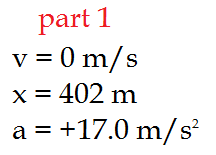 part 1
v = 0 m/s
x = 402 m
a = +17.0 m/s²